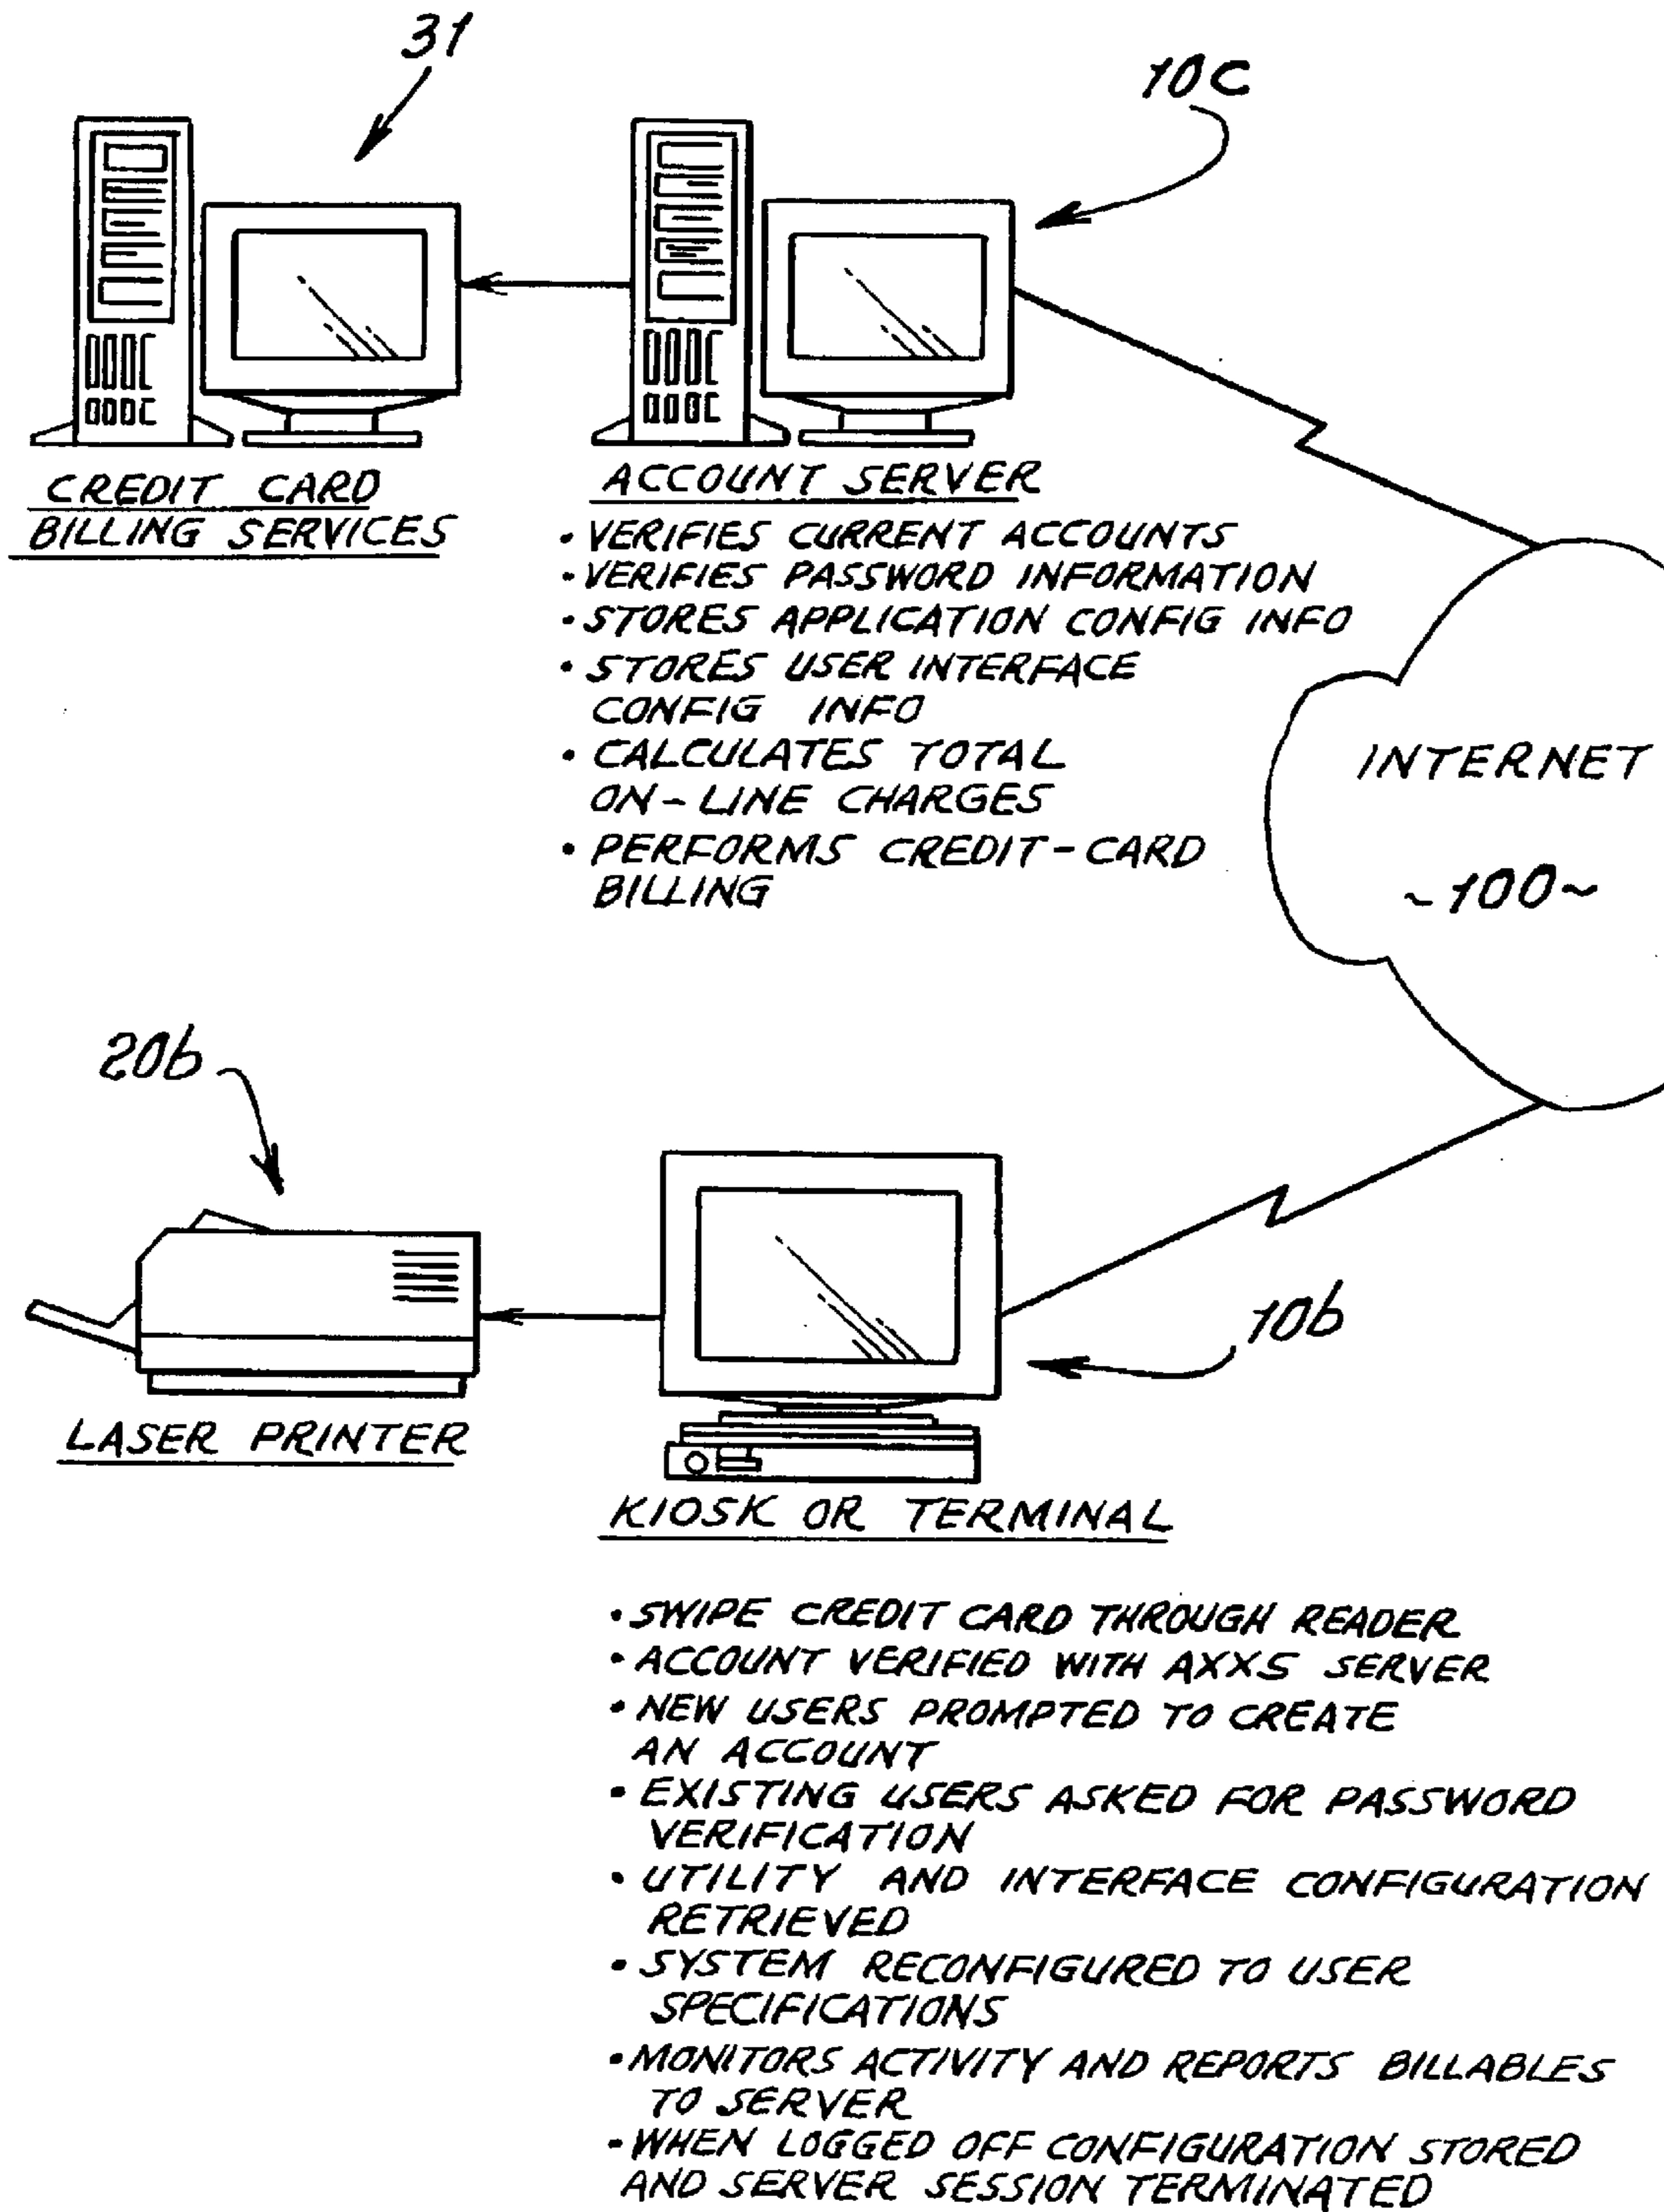 31
10C
CREDIT CARD
BILLING SERVICES
ACCOUNT SERVER
• VERIFIES CURRENT ACCOUNTS
• VERIFIES PASSWORD INFORMATION
• STORES APPLICATION CONFIG INFO
• STORES USER INTERFACE
CONFIG INFO
• CALCULATES TOTAL
ON-LINE CHARGES
• PERFORMS CREDIT-CARD
BILLING
INTERNET
~100~
20b
10b
LASER PRINTER
KIOSK OR TERMINAL
• SWIPE CREDIT CARD THROUGH READER
• ACCOUNT VERIFIED WITH AXXS SERVER
• NEW USERS PROMPTED TO CREATE
AN ACCOUNT
• EXISTING USERS ASKED FOR PASSWORD
VERIFICATION
• UTILITY AND INTERFACE CONFIGURATION
RETRIEVED
• SYSTEM RECONFIGURED TO USER
SPECIFICATIONS
• MONITORS ACTIVITY AND REPORTS BILLABLES
TO SERVER
• WHEN LOGGED OFF CONFIGURATION STORED
AND SERVER SESSION TERMINATED